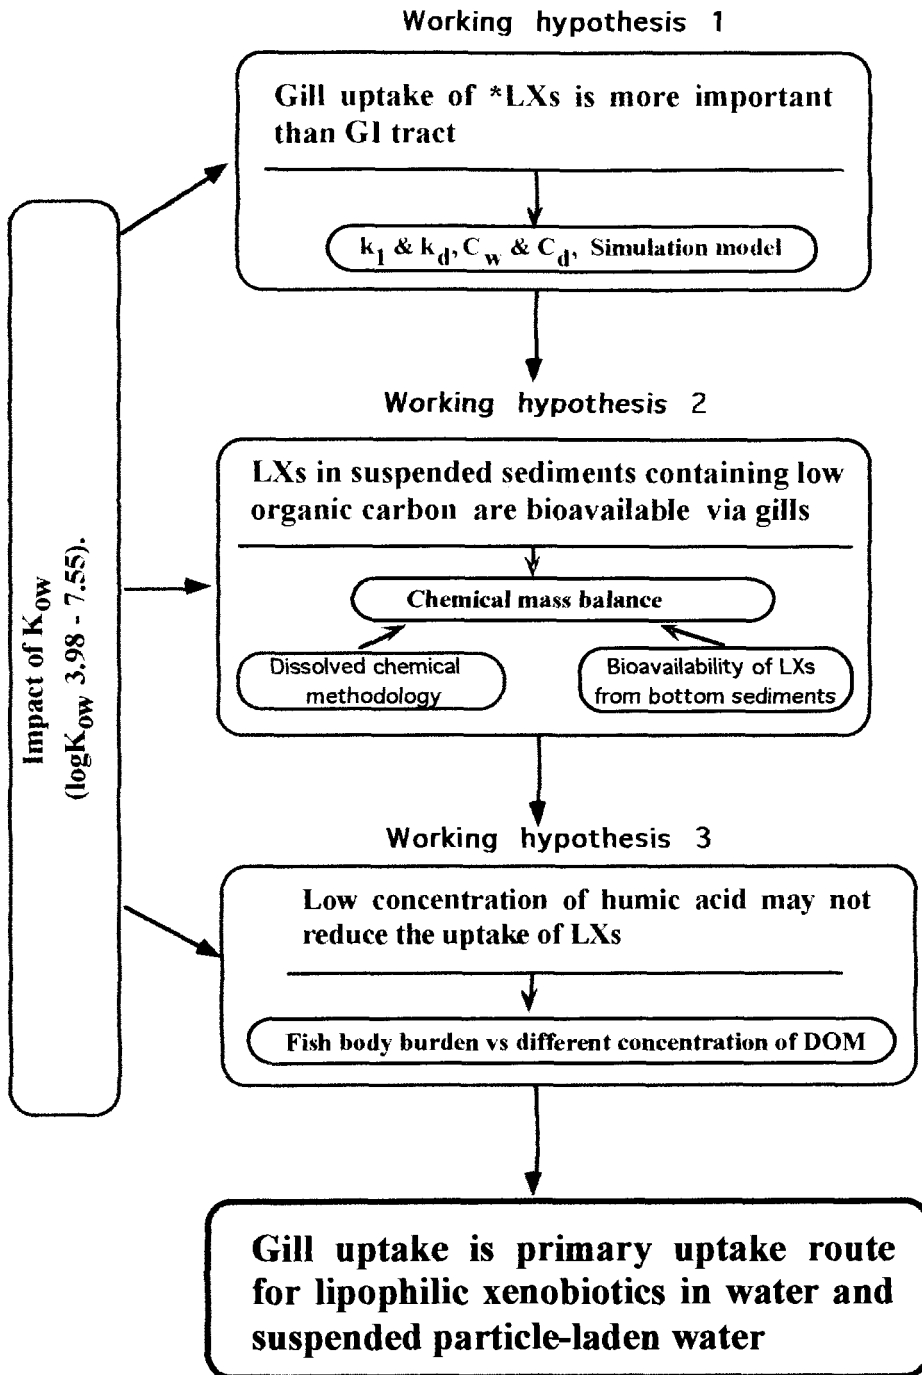 Working hypothesis 1
Gill uptake of *LXs is more important
than GI tract
k1 & kd, Cw & Cd, Simulation model
Working hypothesis 2
LXs in suspended sediments containing low
organic carbon are bioavailable via gills
Chemical mass balance
Dissolved chemical
methodology
Bioavailability of LXs
from bottom sediments
Impact of Kow
(logKow 3.98 - 7.55).
Working hypothesis 3
Low concentration of humic acid may not
reduce the uptake of LXs
Fish body burden vs different concentration of DOM
Gill uptake is primary uptake route
for lipophilic xenobiotics in water and
suspended particle-laden water